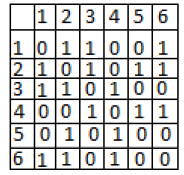 1 2 3 4 5 6
1 0 1 1 0 0 1
2 1 0 1 0 1 1
3 1 1 0 1 0 0
4 0 0 1 0 1 1
5 0 1 0 1 0 0
6 1 1 0 1 0 0